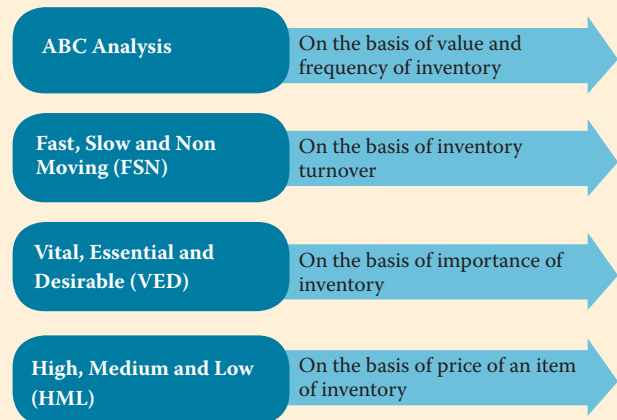 ABC Analysis
On the basis of value and
frequency of inventory
Fast, Slow and Non
Moving (FSN)
On the basis of inventory
turnover
Vital, Essential and
Desirable (VED)
On the basis of importance of
inventory
High, Medium and Low
(HML)
On the basis of price of an item
of inventory